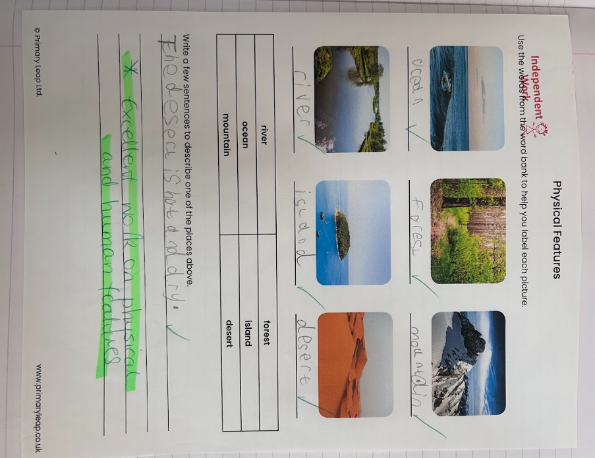 Physical Features
Independent
Work
Use the words from the word bank to help you label each picture.
ocean ✓
forest ✓
mountain ✓
river ✓
island ✓
desert ✓
river forest
ocean island
mountain desert
Write a few sentences to describe one of the places above.
The desert is hot and dry. ✓
* excellent work on physical
and human features
© Primary Leap Ltd. www.primaryleap.co.uk